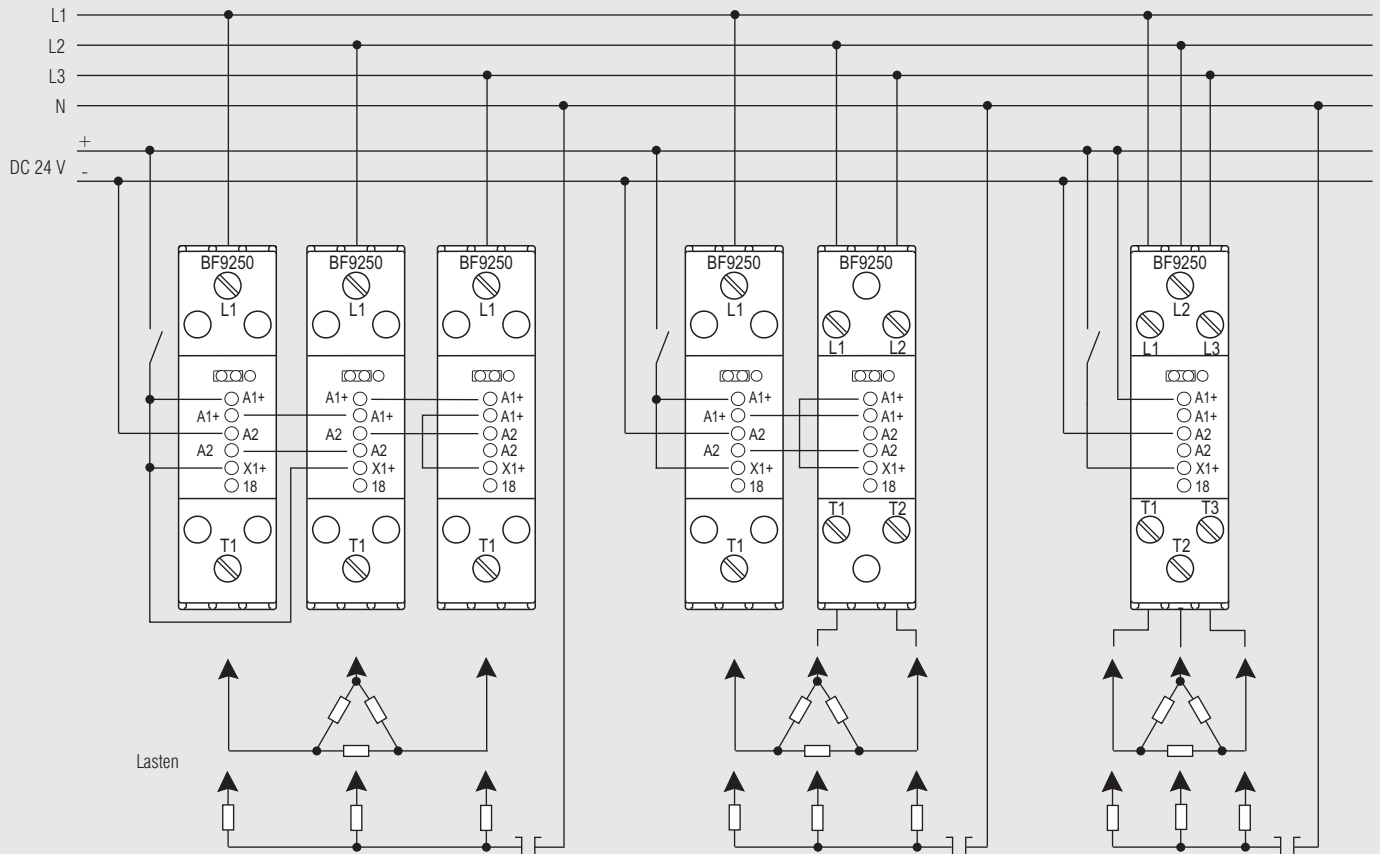 L1
L2
L3
N
+
DC 24 V
-
BF9250
L1
A1+
A1+
A2
A2
X1+
18
T1
BF9250
L1
A1+
A1+
A2
A2
X1+
18
T1
BF9250
L1
A1+
A1+
A2
A2
X1+
18
T1
BF9250
L1
A1+
A1+
A2
A2
X1+
18
T1
BF9250
L1 L2
A1+
A1+
A2
A2
X1+
18
T1 T2
BF9250
L2
L1 L3
A1+
A1+
A2
A2
X1+
18
T1 T3
T2
Lasten